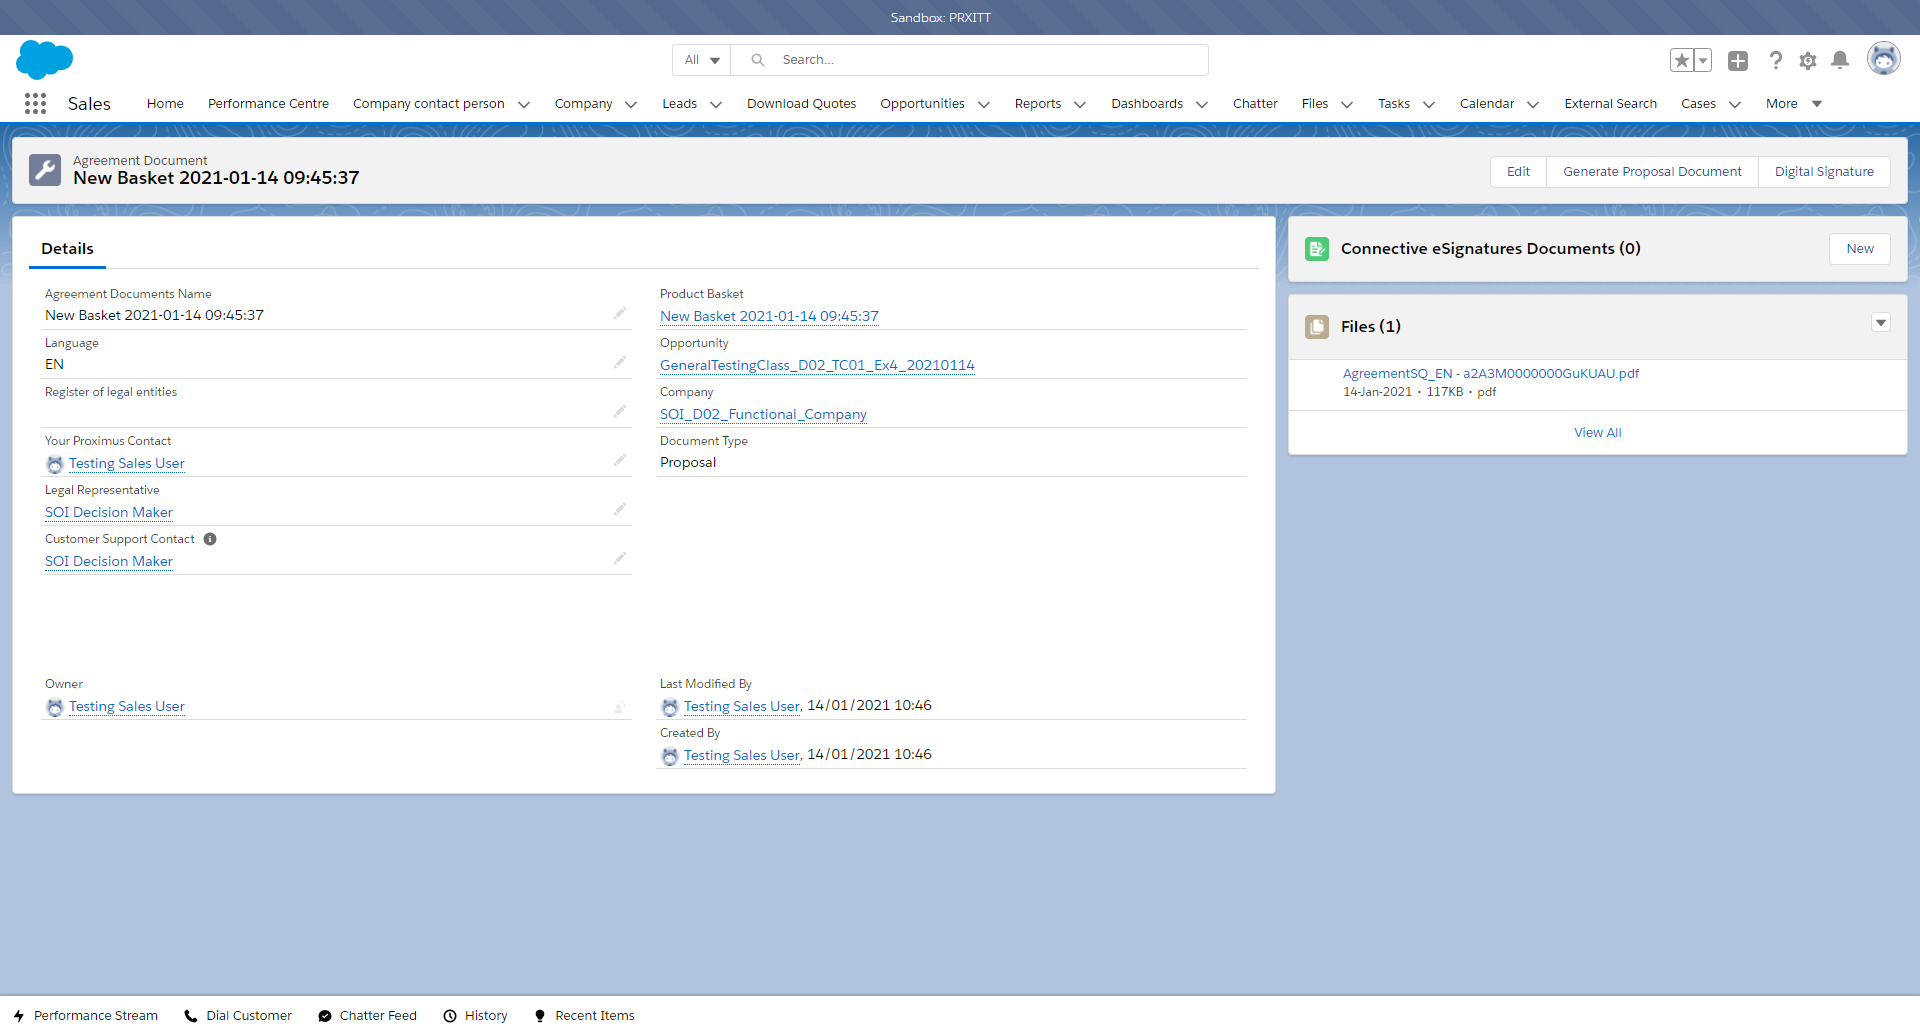 Sandbox: PRXITT
All
Search...
Sales
Home
Performance Centre
Company contact person
Company
Leads
Download Quotes
Opportunities
Reports
Dashboards
Chatter
Files
Tasks
Calendar
External Search
Cases
More
Agreement Document
New Basket 2021-01-14 09:45:37
Edit
Generate Proposal Document
Digital Signature
Details
Agreement Documents Name
New Basket 2021-01-14 09:45:37
Language
EN
Register of legal entities
Your Proximus Contact
Testing Sales User
Legal Representative
SOI Decision Maker
Customer Support Contact
SOI Decision Maker
Owner
Testing Sales User
Product Basket
New Basket 2021-01-14 09:45:37
Opportunity
GeneralTestingClass_D02_TC01_Ex4_20210114
Company
SOI_D02_Functional_Company
Document Type
Proposal
Last Modified By
Testing Sales User, 14/01/2021 10:46
Created By
Testing Sales User, 14/01/2021 10:46
Connective eSignatures Documents (0)
New
Files (1)
AgreementSQ_EN - a2A3M0000000GuKUAU.pdf
14-Jan-2021 • 117KB • pdf
View All
Performance Stream
Dial Customer
Chatter Feed
History
Recent Items